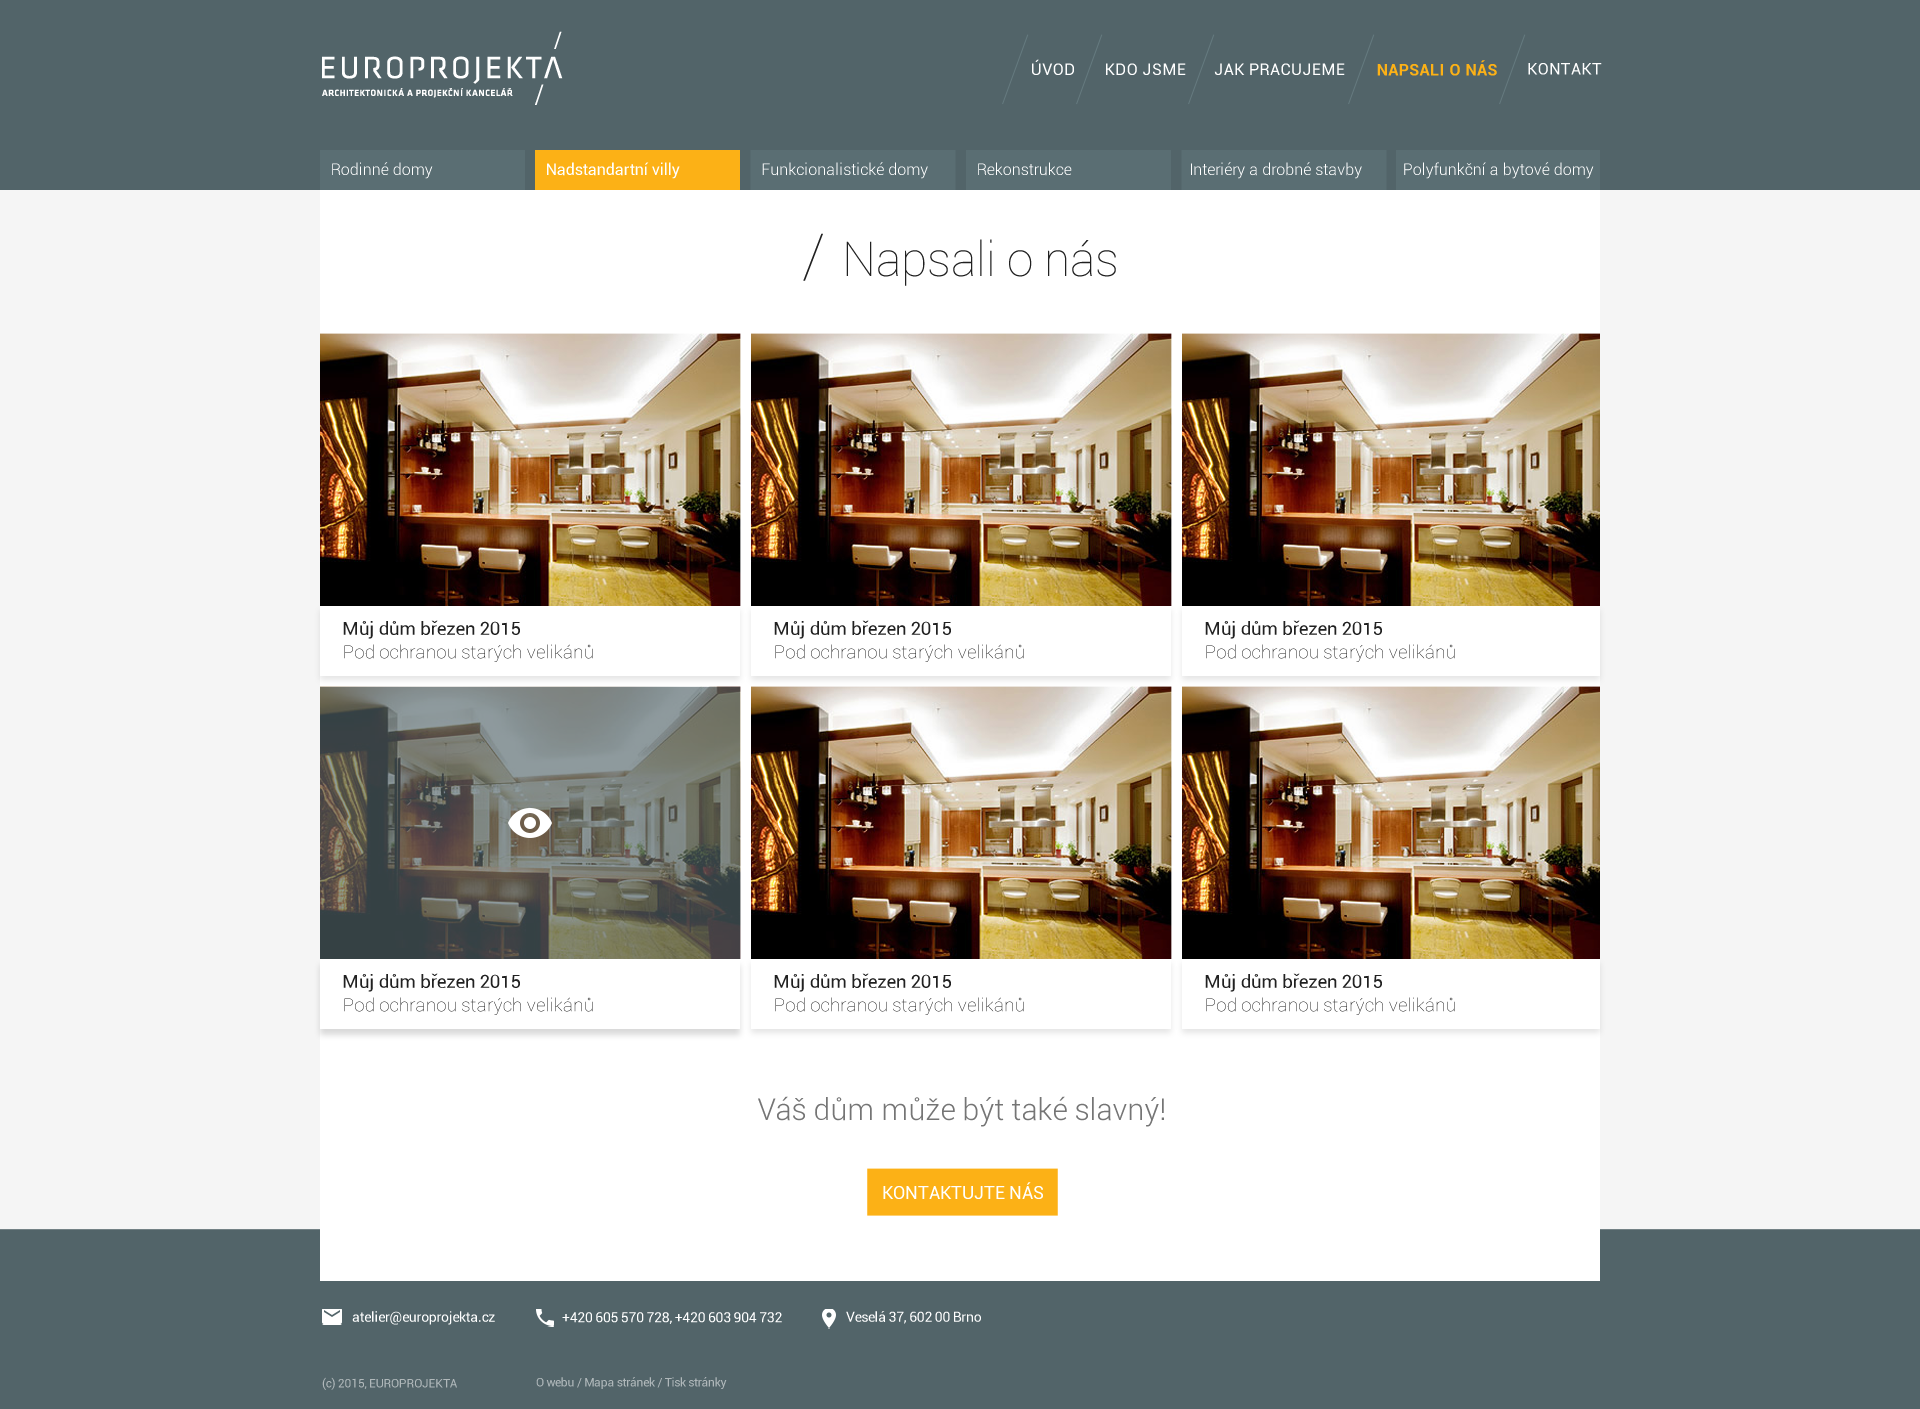 EUROPROJEKTA
ARCHITEKTONICKÁ A PROJEKČNÍ KANCELÁŘ
ÚVOD
KDO JSME
JAK PRACUJEME
NAPSALI O NÁS
KONTAKT
Rodinné domy
Nadstandartní villy
Funkcionalistické domy
Rekonstrukce
Interiéry a drobné stavby
Polyfunkční a bytové domy
/ Napsali o nás
Můj dům březen 2015
Pod ochranou starých velikánů
Můj dům březen 2015
Pod ochranou starých velikánů
Můj dům březen 2015
Pod ochranou starých velikánů
Můj dům březen 2015
Pod ochranou starých velikánů
Můj dům březen 2015
Pod ochranou starých velikánů
Můj dům březen 2015
Pod ochranou starých velikánů
Váš dům může být také slavný!
KONTAKTUJTE NÁS
atelier@europrojekta.cz
+420 605 570 728, +420 603 904 732
Veselá 37, 602 00 Brno
(c) 2015, EUROPROJEKTA
O webu / Mapa stránek / Tisk stránky